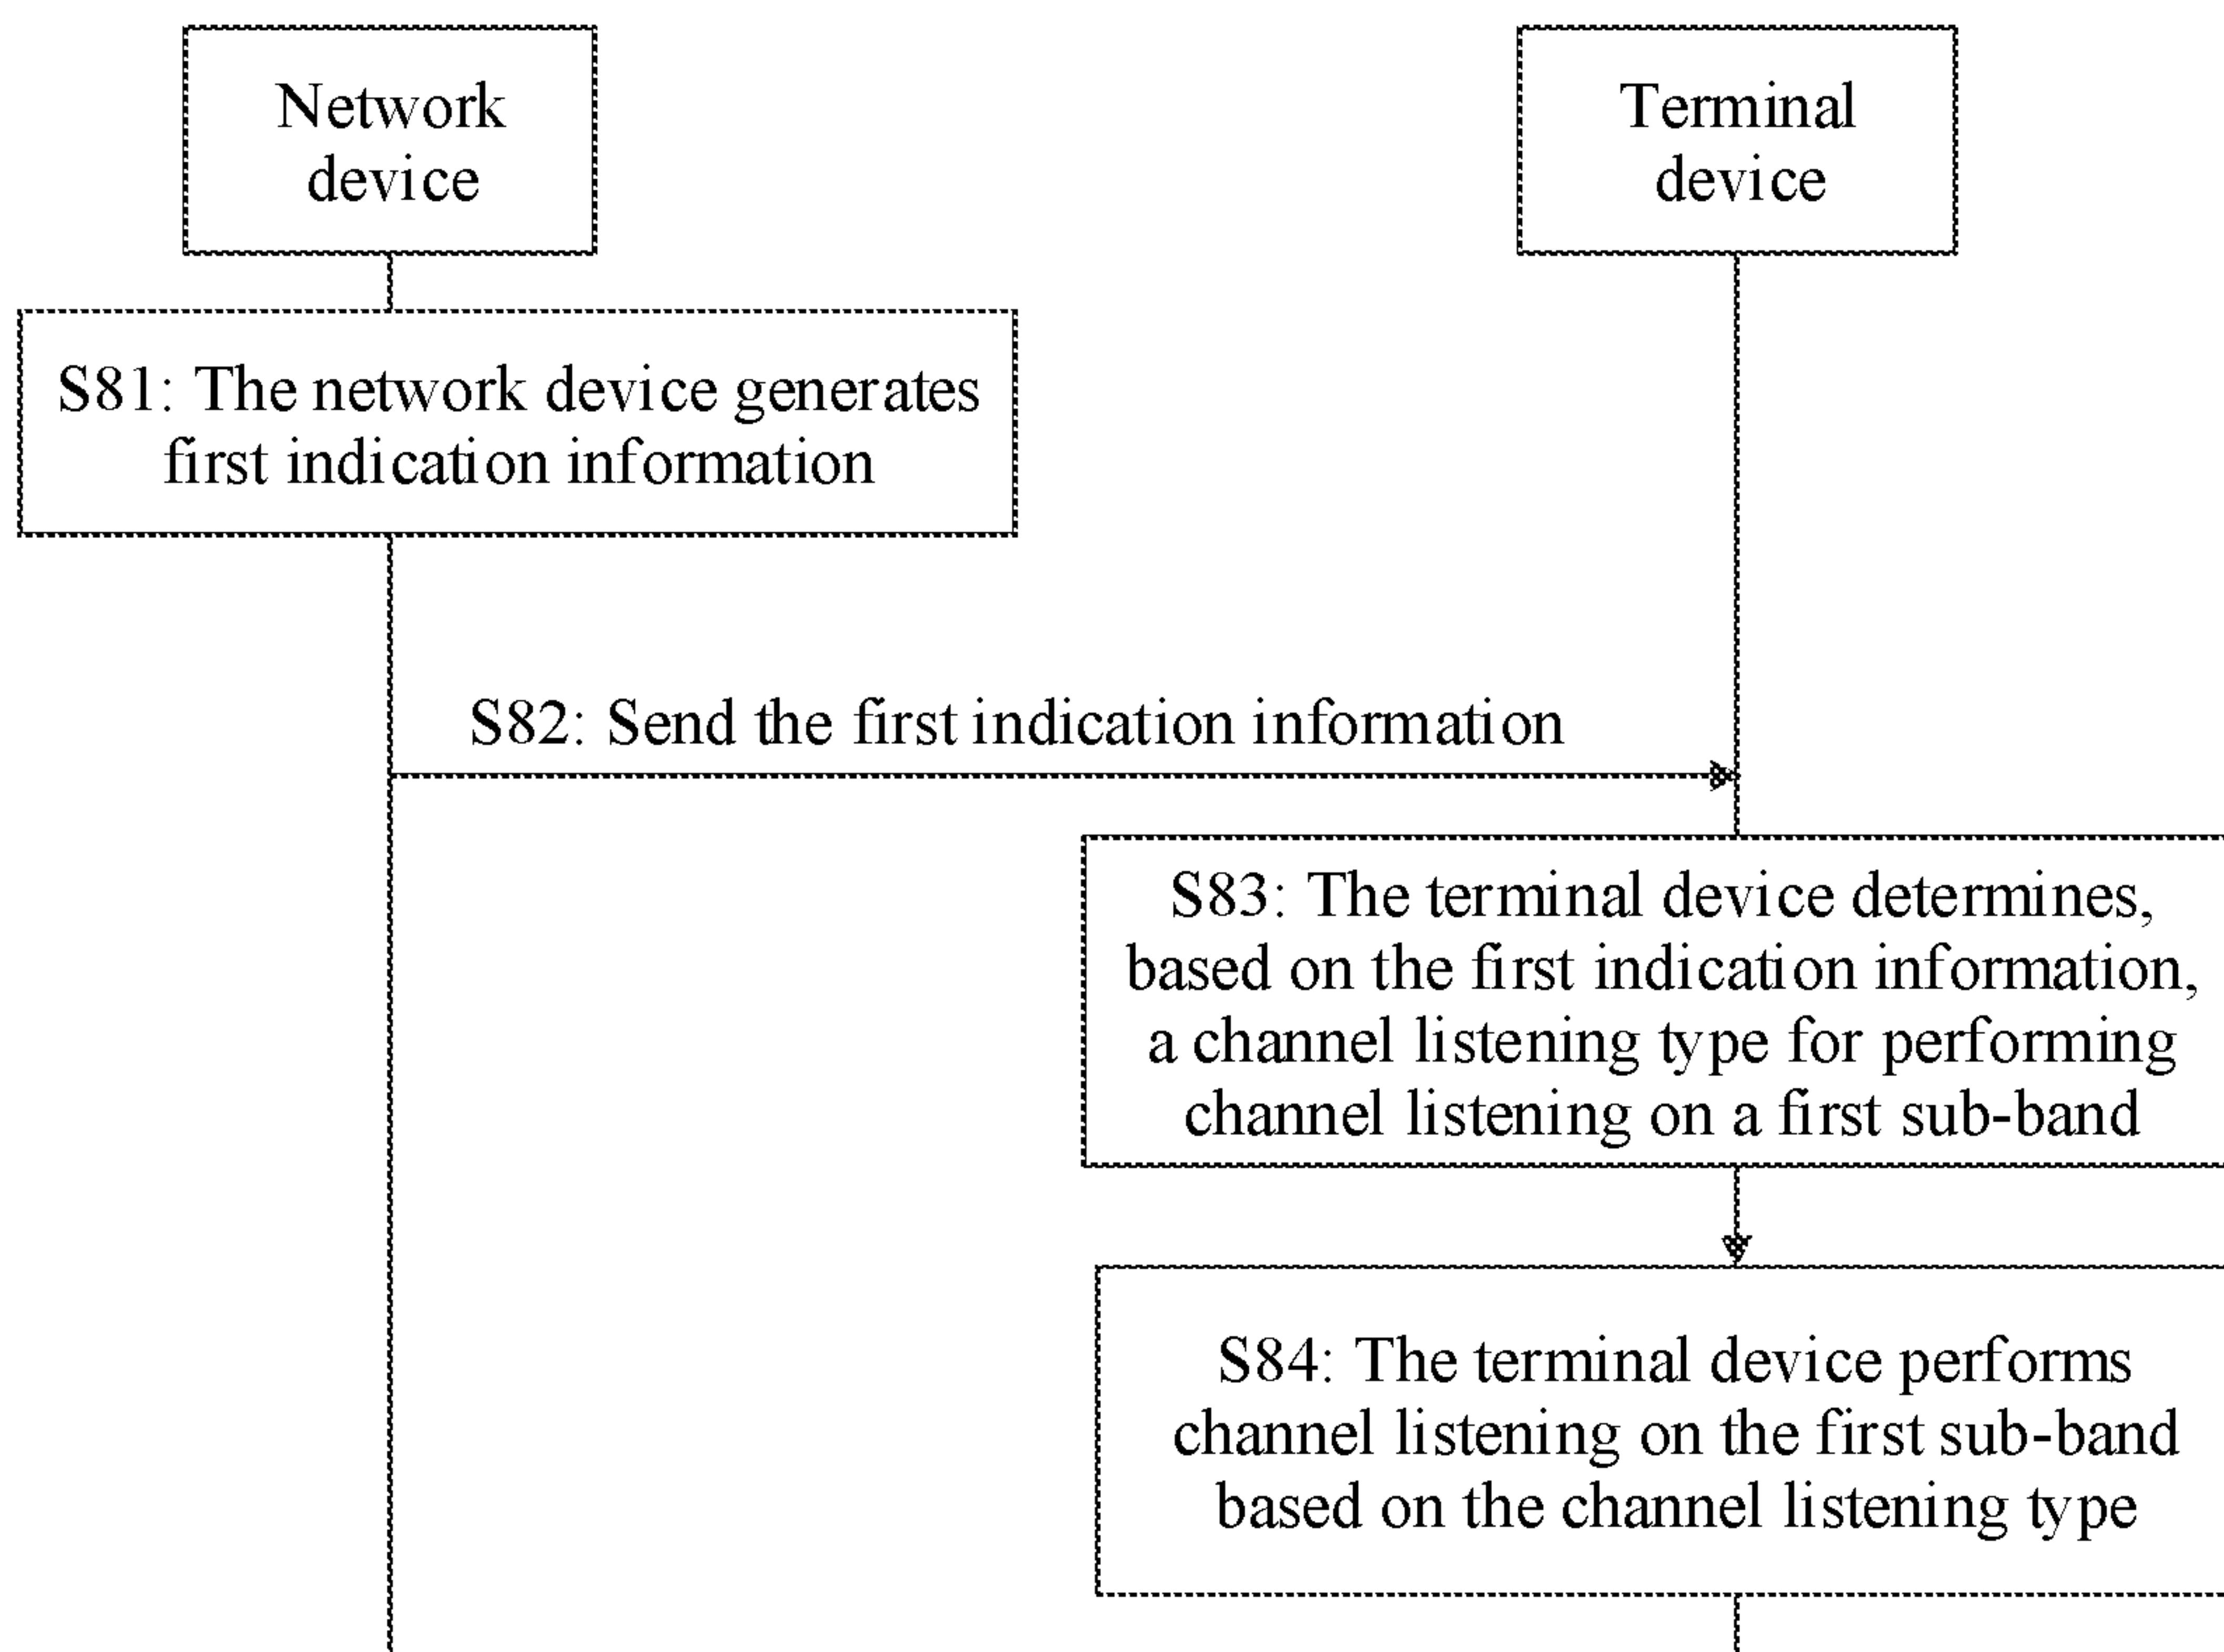 Network
device
Terminal
device
S81: The network device generates
first indication information
S82: Send the first indication information
S83: The terminal device determines,
based on the first indication information,
a channel listening type for performing
channel listening on a first sub-band
S84: The terminal device performs
channel listening on the first sub-band
based on the channel listening type